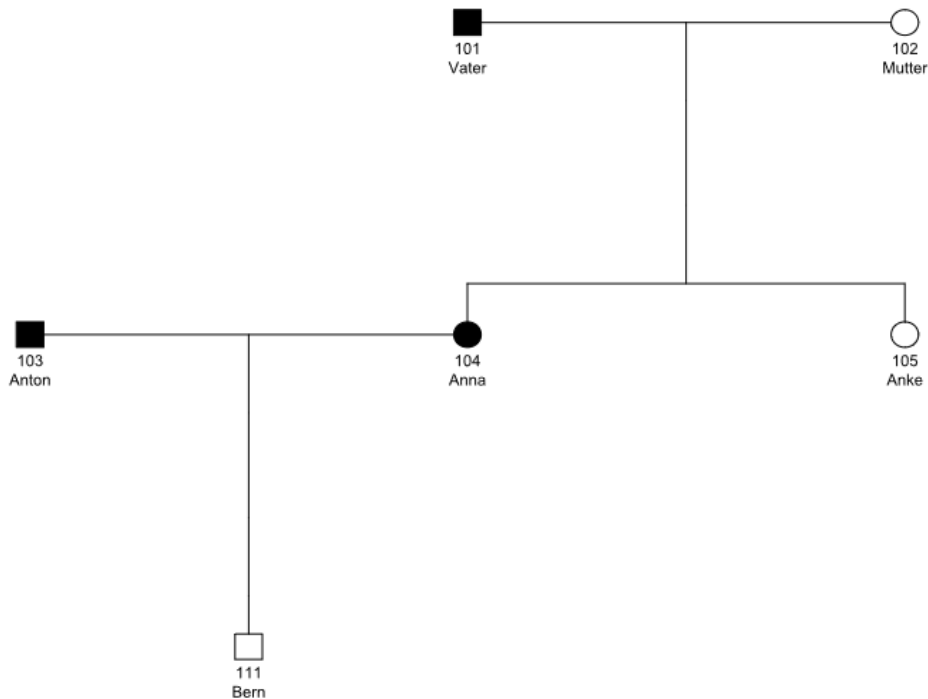 101
Vater
102
Mutter
103
Anton
104
Anna
105
Anke
111
Bern